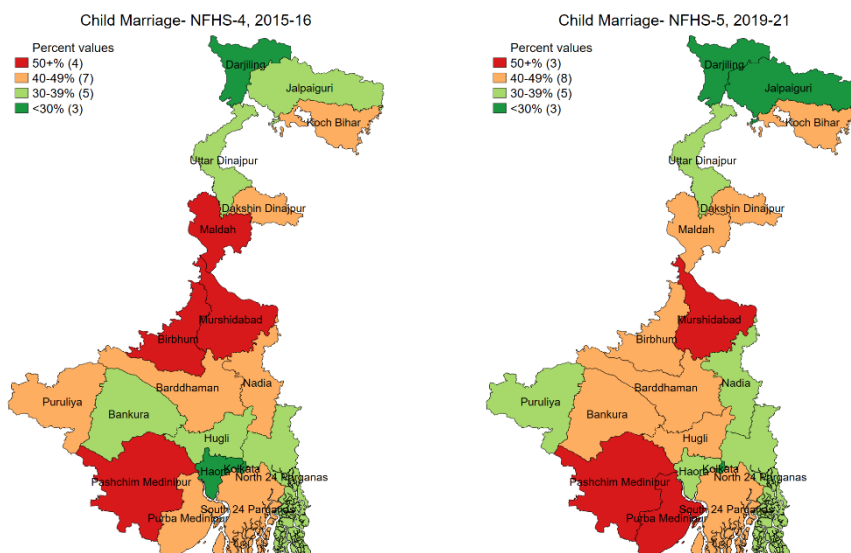 Child Marriage- NFHS-4, 2015-16
Percent values
50+% (4)
40-49% (7)
30-39% (5)
<30% (3)
Darjiling
Jalpaiguri
Koch Bihar
Uttar Dinajpur
Dakshin Dinajpur
Maldah
Murshidabad
Birbhum
Barddhaman
Nadia
Puruliya
Bankura
Hugli
Kolkata
Haora
North 24 Parganas
Pashchim Medinipur
South 24 Parganas
Purba Medinipur
Child Marriage- NFHS-5, 2019-21
Percent values
50+% (3)
40-49% (8)
30-39% (5)
<30% (3)
Darjiling
Jalpaiguri
Koch Bihar
Uttar Dinajpur
Dakshin Dinajpur
Maldah
Murshidabad
Birbhum
Barddhaman
Nadia
Puruliya
Bankura
Hugli
Kolkata
Haora
North 24 Parganas
Pashchim Medinipur
South 24 Parganas
Purba Medinipur